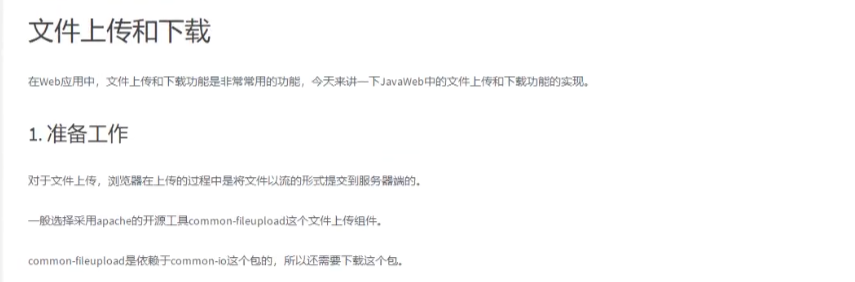 文件上传和下载
在Web应用中，文件上传和下载功能是非常常用的功能，今天来讲一下JavaWeb中的文件上传和下载功能的实现。
1. 准备工作
对于文件上传，浏览器在上传的过程中是将文件以流的形式提交到服务器端的。
一般选择采用apache的开源工具common-fileupload这个文件上传组件。
common-fileupload是依赖于common-io这个包的，所以还需要下载这个包。